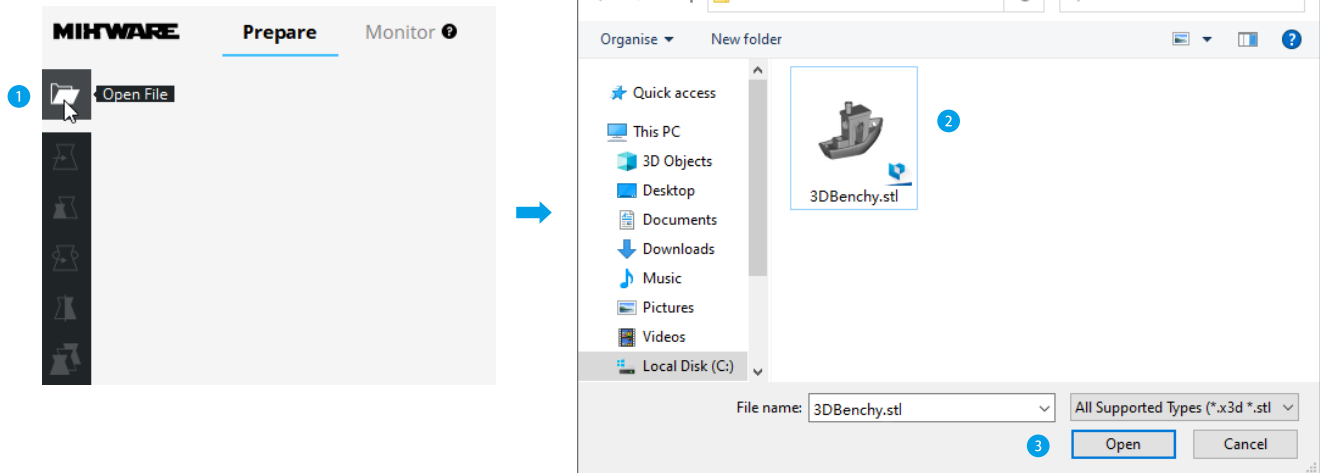 MIHWARE
Prepare
Monitor ?
1
Open File
Organise
New folder
?
Quick access
This PC
3D Objects
Desktop
Documents
Downloads
Music
Pictures
Videos
Local Disk (C:)
3DBenchy.stl
2
File name:
3DBenchy.stl
All Supported Types (*.x3d *.stl
3
Open
Cancel